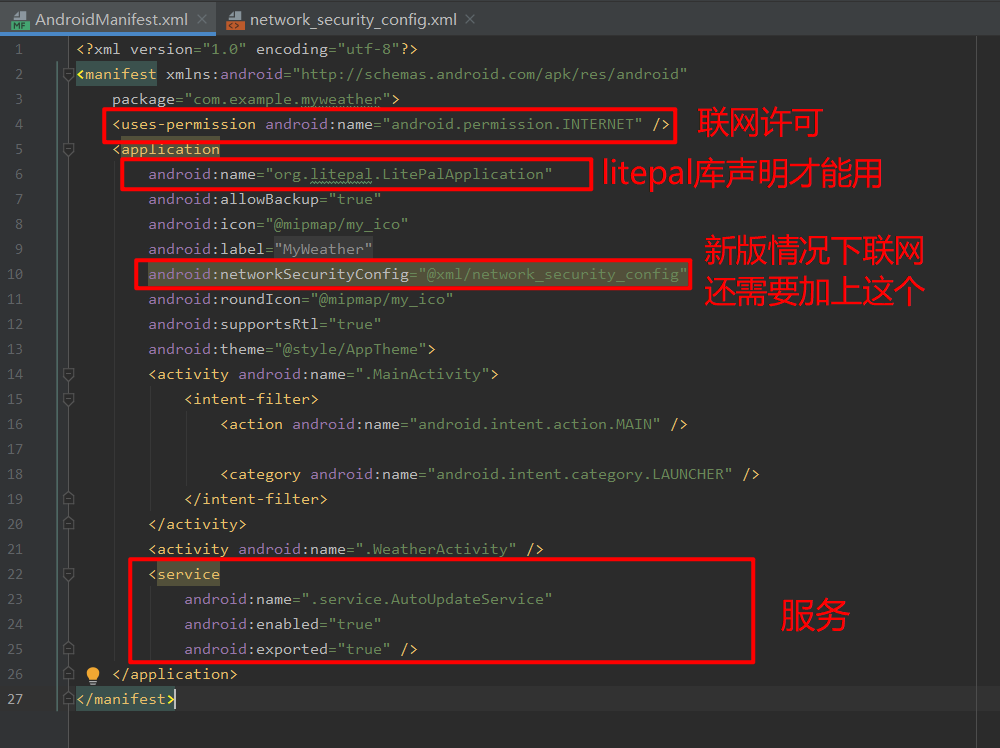 AndroidManifest.xml
network_security_config.xml
1 <?xml version="1.0" encoding="utf-8"?>
2 <manifest xmlns:android="http://schemas.android.com/apk/res/android"
3 package="com.example.myweather">
4 <uses-permission android:name="android.permission.INTERNET" />
联网许可
5 <application
6 android:name="org.litepal.LitePalApplication"
litepal库声明才能用
7 android:allowBackup="true"
8 android:icon="@mipmap/my_ico"
9 android:label="MyWeather"
10 android:networkSecurityConfig="@xml/network_security_config"
新版情况下联网
还需要加上这个
11 android:roundIcon="@mipmap/my_ico"
12 android:supportsRtl="true"
13 android:theme="@style/AppTheme">
14 <activity android:name=".MainActivity">
15 <intent-filter>
16 <action android:name="android.intent.action.MAIN" />
17
18 <category android:name="android.intent.category.LAUNCHER" />
19 </intent-filter>
20 </activity>
21 <activity android:name=".WeatherActivity" />
22 <service
23 android:name=".service.AutoUpdateService"
24 android:enabled="true"
服务
25 android:exported="true" />
26 </application>
27 </manifest>